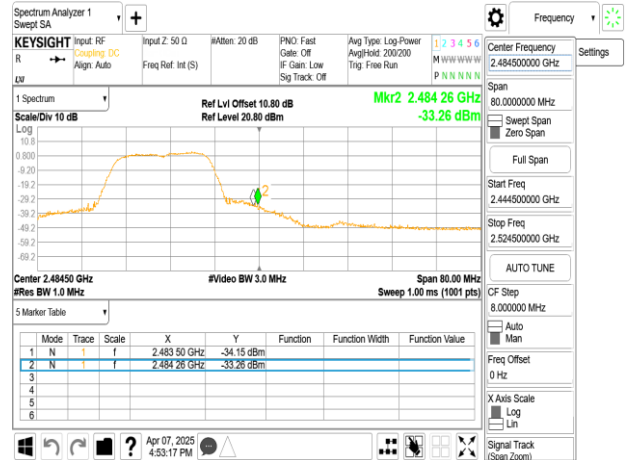 Spectrum Analyzer 1
Swept SA
Frequency
KEYSIGHT
R
Input: RF
Coupling: DC
Align: Auto
Input Z: 50 Ω
Freq Ref: Int (S)
#Atten: 20 dB
PNO: Fast
Gate: Off
IF Gain: Low
Sig Track: Off
Avg Type: Log-Power
Avg|Hold: 200/200
Trig: Free Run
1 2 3 4 5 6
M W W W W W
P N N N N N
1 Spectrum
Scale/Div 10 dB
Ref Lvl Offset 10.80 dB
Ref Level 20.80 dBm
Mkr2 2.484 26 GHz
-33.26 dBm
Log
10.8
0.800
-9.20
-19.2
-29.2
-39.2
-49.2
-59.2
-69.2
2
Center 2.48450 GHz
#Res BW 1.0 MHz
#Video BW 3.0 MHz
Span 80.00 MHz
Sweep 1.00 ms (1001 pts)
5 Marker Table
Mode Trace Scale X Y Function Function Width Function Value
1 N 1 f 2.483 50 GHz -34.15 dBm
2 N 1 f 2.484 26 GHz -33.26 dBm
3
4
5
6
?
Apr 07, 2025
4:53:17 PM
Center Frequency
2.484500000 GHz
Settings
Span
80.0000000 MHz
Swept Span
Zero Span
Full Span
Start Freq
2.444500000 GHz
Stop Freq
2.524500000 GHz
AUTO TUNE
CF Step
8.000000 MHz
Auto
Man
Freq Offset
0 Hz
X Axis Scale
Log
Lin
Signal Track
(Span Zoom)